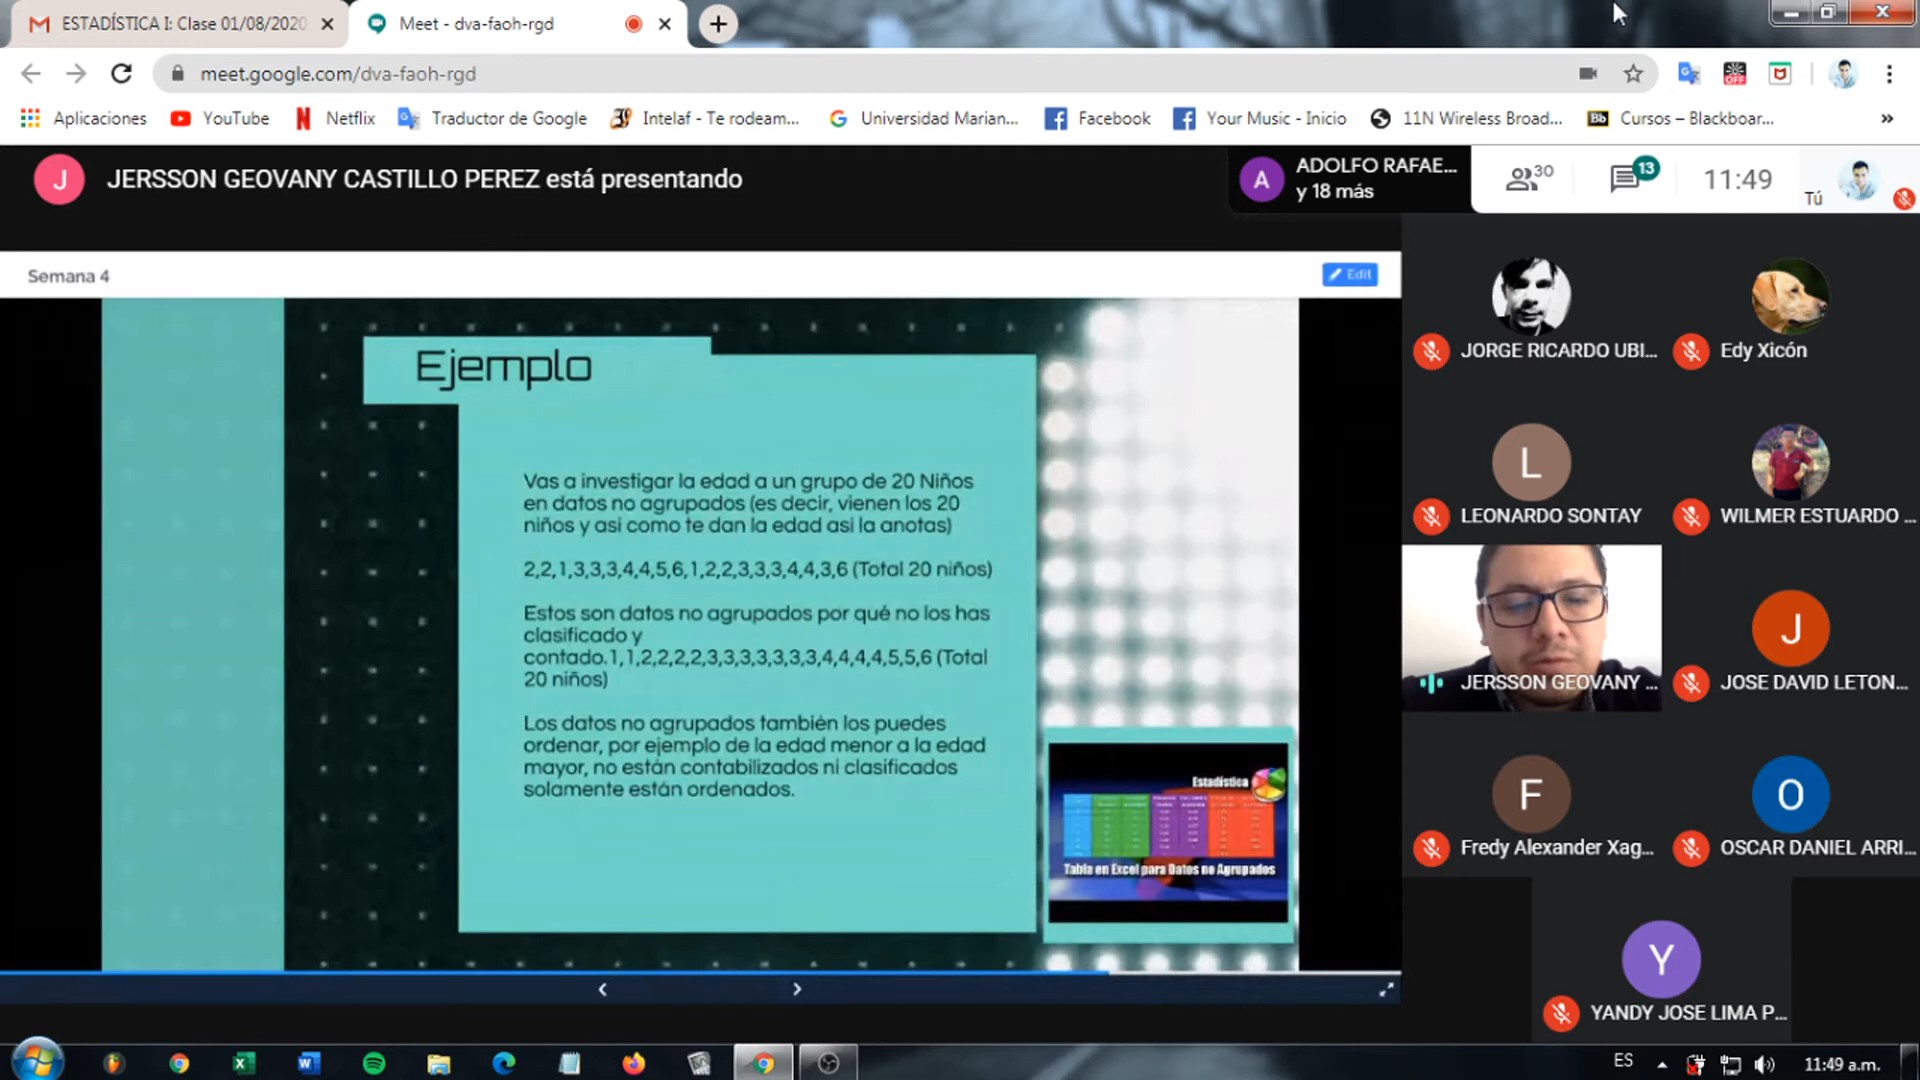 ESTADÍSTICA I: Clase 01/08/2020
Meet - dva-faoh-rgd
meet.google.com/dva-faoh-rgd
Aplicaciones
YouTube
Netflix
Traductor de Google
Intelaf - Te rodeam...
Universidad Marian...
Facebook
Your Music - Inicio
11N Wireless Broad...
Cursos – Blackboar...
J
JERSSON GEOVANY CASTILLO PEREZ está presentando
A
ADOLFO RAFAE...
y 18 más
30
13
11:49
Tú
Semana 4
Edit
Ejemplo
Vas a investigar la edad a un grupo de 20 Niños
en datos no agrupados (es decir, vienen los 20
niños y asi como te dan la edad asi la anotas)
2,2,1,3,3,3,4,4,5,6,1,2,2,3,3,3,4,4,3,6 (Total 20 niños)
Estos son datos no agrupados por qué no los has
clasificado y
contado.1,1,2,2,2,2,3,3,3,3,3,3,3,4,4,4,4,5,5,6 (Total
20 niños)
Los datos no agrupados también los puedes
ordenar, por ejemplo de la edad menor a la edad
mayor, no están contabilizados ni clasificados
solamente están ordenados.
Estadística
Tabla en Excel para Datos no Agrupados
JORGE RICARDO UBI...
Edy Xicón
L
LEONARDO SONTAY
WILMER ESTUARDO ...
JERSSON GEOVANY ...
J
JOSE DAVID LETON...
F
Fredy Alexander Xag...
O
OSCAR DANIEL ARRI...
Y
YANDY JOSE LIMA P...
ES
11:49 a.m.